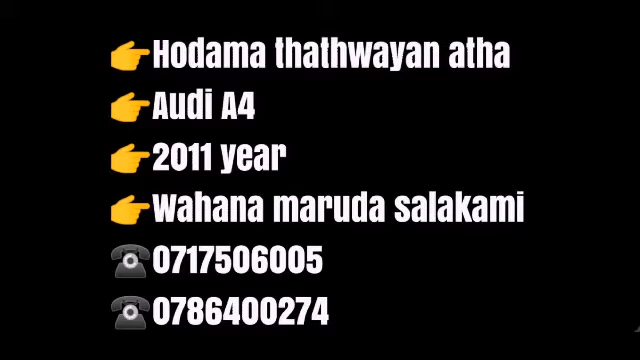 👉Hodama thathwayan atha
👉Audi A4
👉2011 year
👉Wahana maruda salakami
☎0717506005
☎0786400274